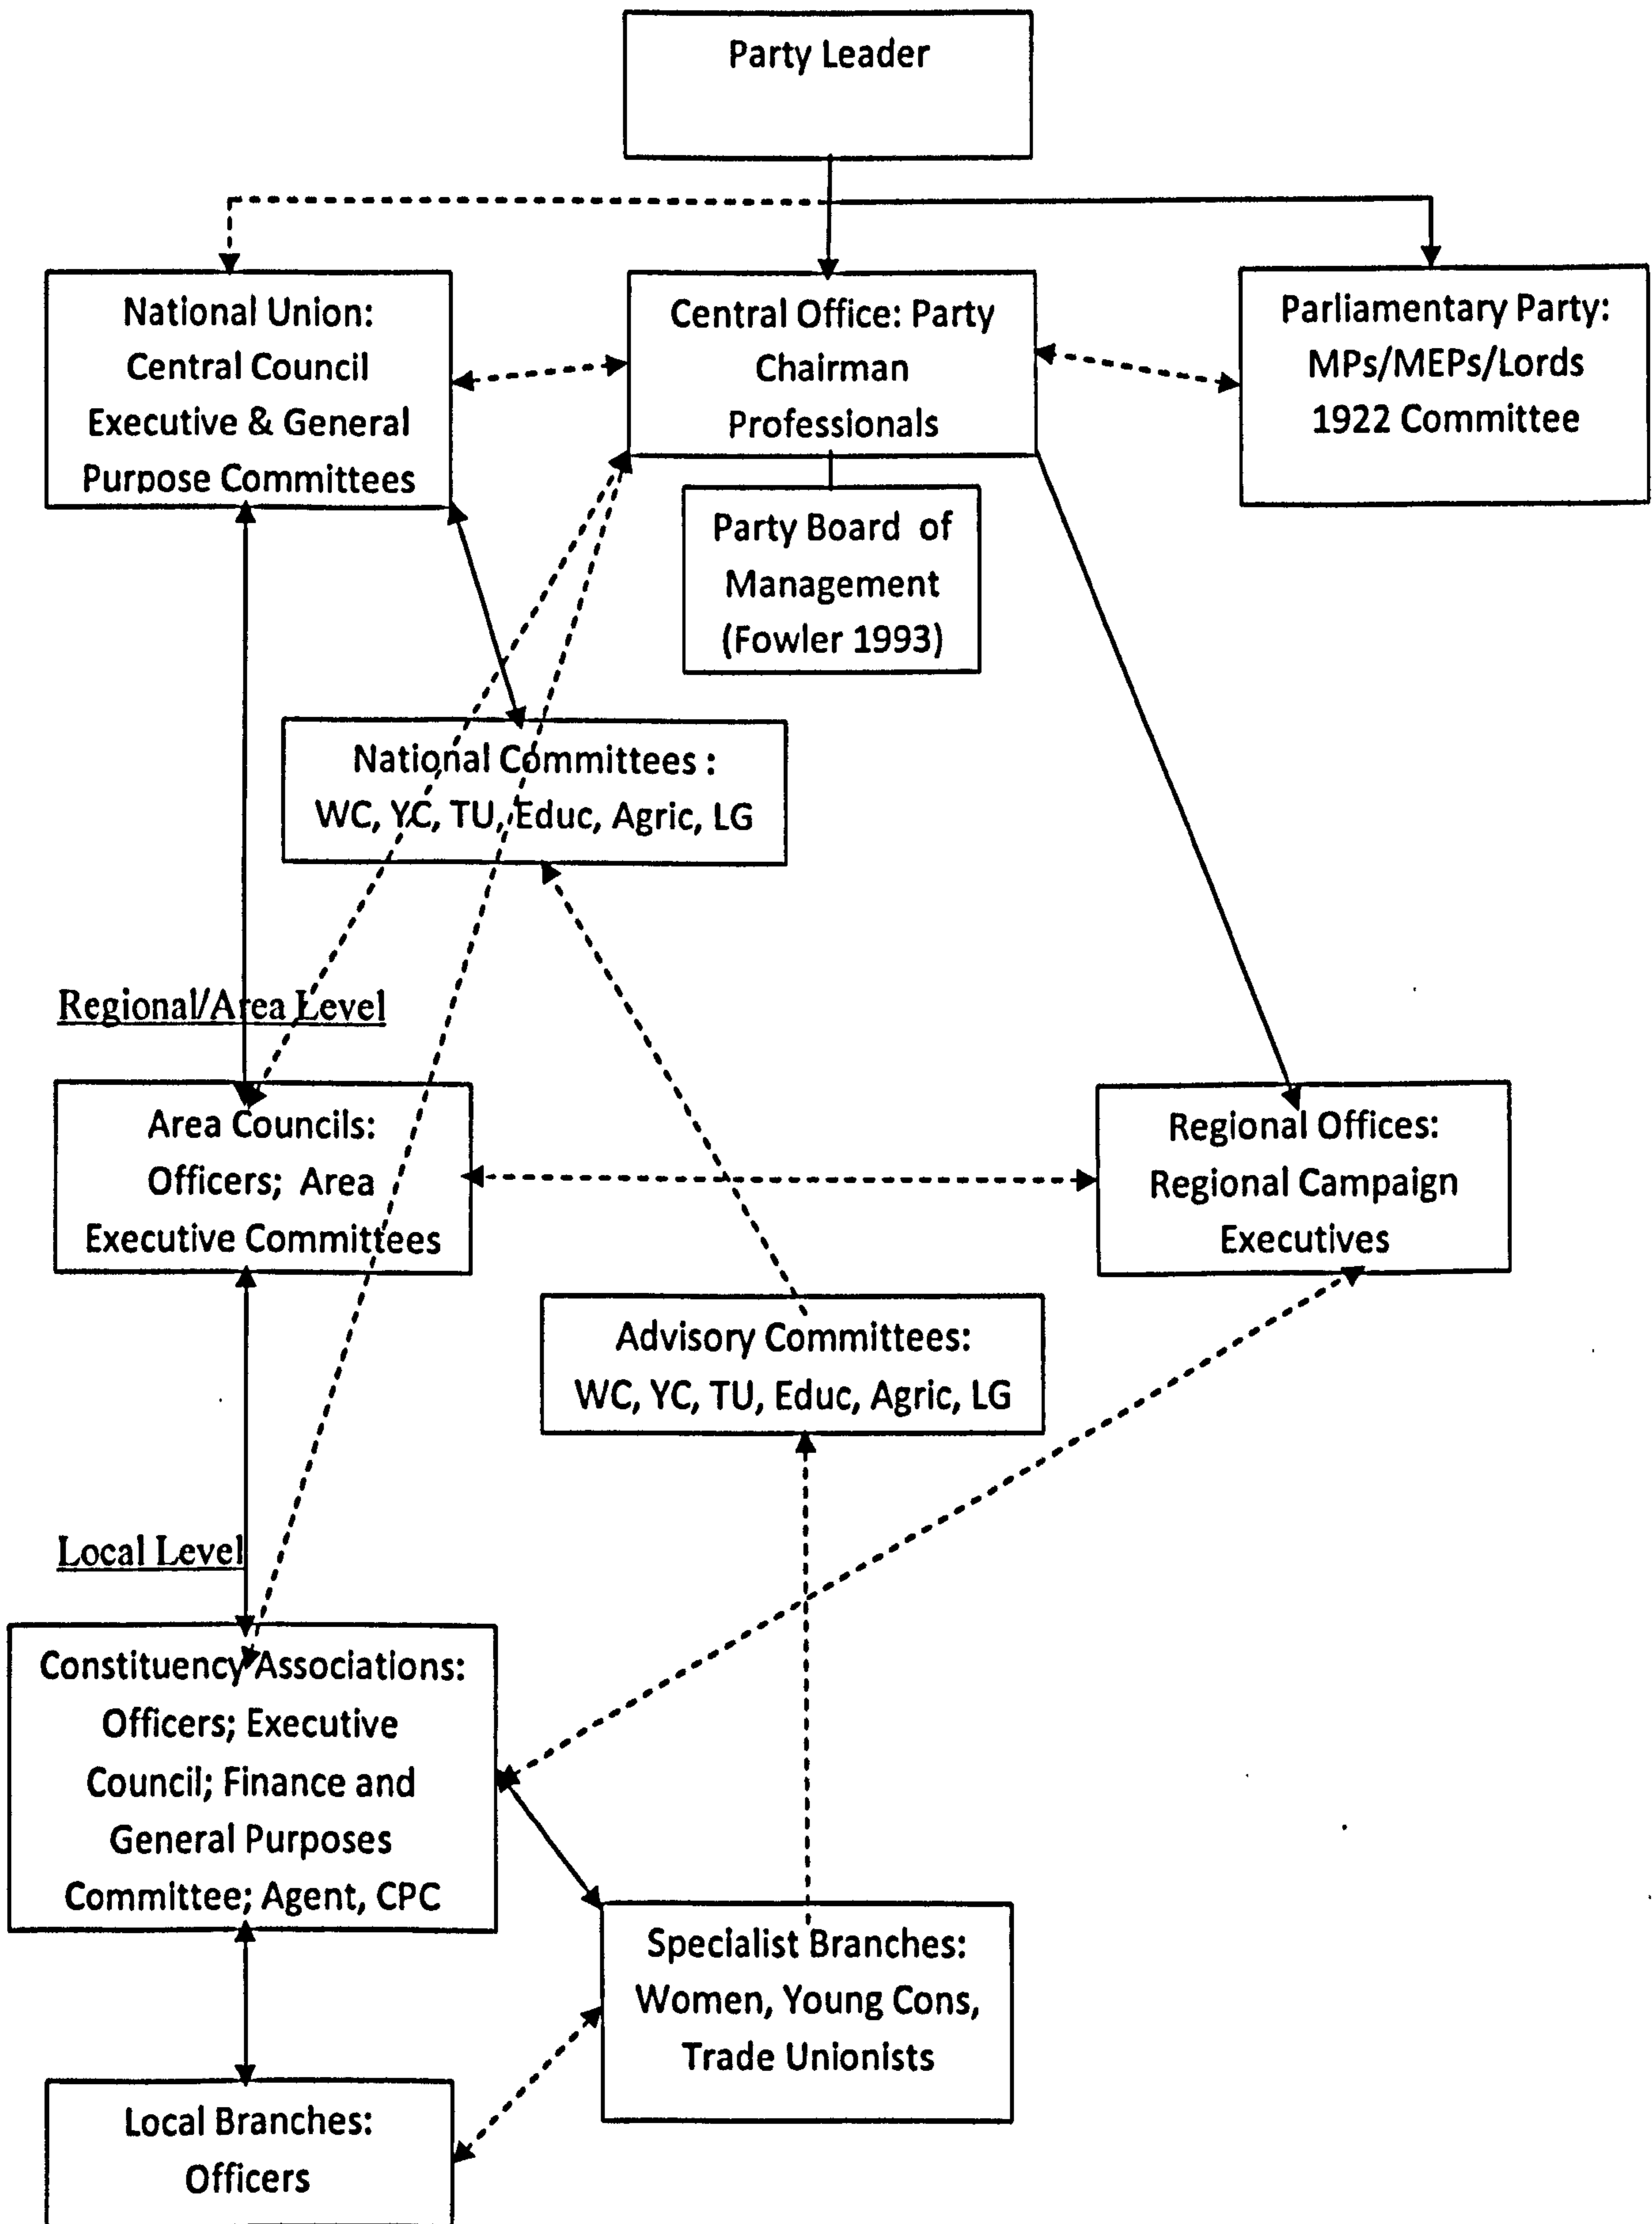 Party Leader
National Union:
Central Council
Executive & General
Purpose Committees
Central Office: Party
Chairman
Professionals
Parliamentary Party:
MPs/MEPs/Lords
1922 Committee
Party Board of
Management
(Fowler 1993)
National Committees :
WC, YC, TU, Educ, Agric, LG
Regional/Area Level
Area Councils:
Officers; Area
Executive Committees
Regional Offices:
Regional Campaign
Executives
Advisory Committees:
WC, YC, TU, Educ, Agric, LG
Local Level
Constituency Associations:
Officers; Executive
Council; Finance and
General Purposes
Committee; Agent, CPC
Specialist Branches:
Women, Young Cons,
Trade Unionists
Local Branches:
Officers